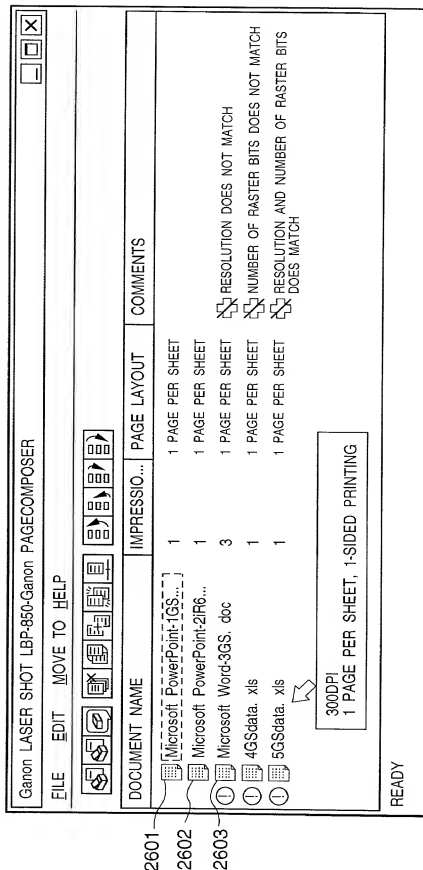 Ganon LASER SHOT LBP-850-Ganon PAGECOMPOSER
FILE EDIT MOVE TO HELP
DOCUMENT NAME IMPRESSIO... PAGE LAYOUT COMMENTS
2601 Microsoft PowerPoint-1GS... 1 1 PAGE PER SHEET
2602 Microsoft PowerPoint-2iR6... 1 1 PAGE PER SHEET
2603 Microsoft Word-3GS. doc 3 1 PAGE PER SHEET RESOLUTION DOES NOT MATCH
4GSdata. xls 1 1 PAGE PER SHEET NUMBER OF RASTER BITS DOES NOT MATCH
5GSdata. xls 1 1 PAGE PER SHEET RESOLUTION AND NUMBER OF RASTER BITS
DOES MATCH
300DPI
1 PAGE PER SHEET, 1-SIDED PRINTING
READY